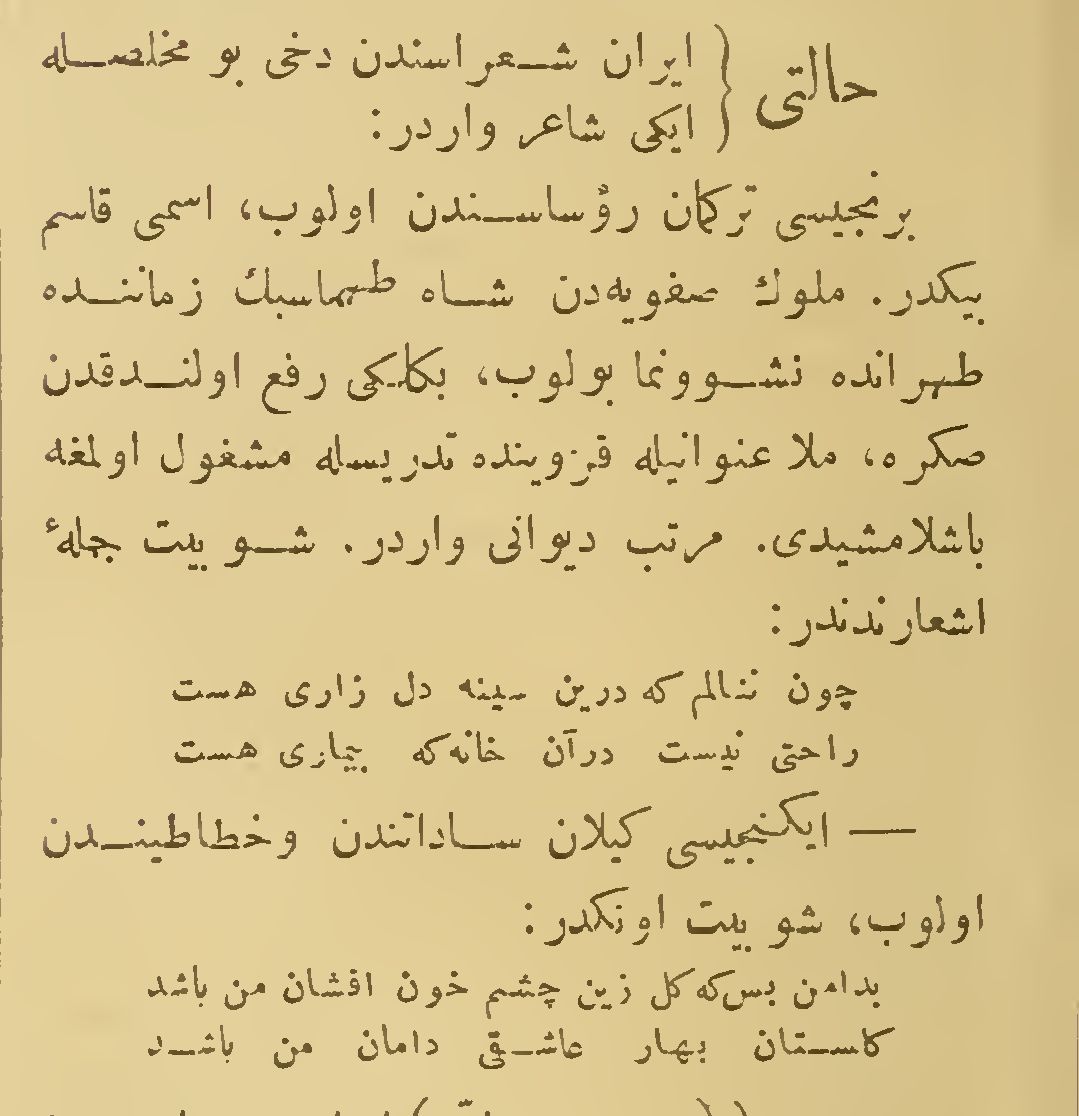 حالتی } ایران شعراسندن دخی بو مخلصله
ایکی شاعر واردر:
برنجیسی ترکمان رؤساسندن اولوب، اسمی قاسم
بیکدر. ملوك صفویه‌دن شاه طهماسبك زماننده
طهرانده نشوونما بولوب، بکلکی رفع اولندقدن
صکره، ملا عنوانیله قزوینده تدریسله مشغول اولمغه
باشلامشیدی. مرتب دیوانی واردر. شو بیت جملهٔ
اشعارندندر:
چون ننالم که درین سینه دل زاری هست
راحتی نیست درآن خانه که بیماری هست
— ایکنجیسی کیلان ساداتندن وخطاطیندن
اولوب، شو بیت اونکدر:
بدامن بس که کل زین چشم خون افشان من باشد
کلستان بهار عاشقی دامان من باشد